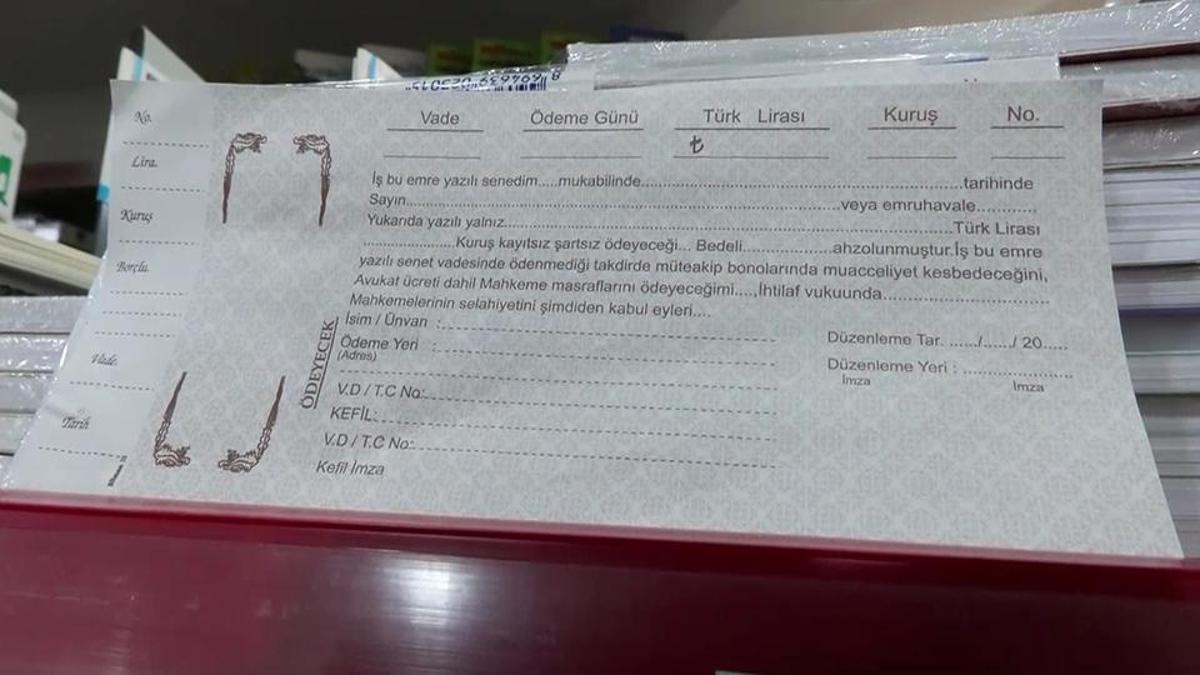 No.
Lira.
Kuruş
Borçlu.
Vade.
Tarih
Vade Ödeme Günü Türk Lirası Kuruş No.
₺
İş bu emre yazılı senedim.....mukabilinde..........tarihinde
Sayın..........veya emruhavale..........
Yukarıda yazılı yalnız..........Türk Lirası
..........Kuruş kayıtsız şartsız ödeyeceği... Bedeli..........ahzolunmuştur.İş bu emre
yazılı senet vadesinde ödenmediği takdirde müteakip bonolarında muacceliyet kesbedeceğini,
Avukat ücreti dahil Mahkeme masraflarını ödeyeceğimi....,İhtilaf vukuunda..........
Mahkemelerinin selahiyetini şimdiden kabul eyleri....
ÖDEYECEK
İsim / Ünvan :
Ödeme Yeri :
(Adres)
V.D / T.C No:
KEFİL:
V.D / T.C No:
Kefil İmza
Düzenleme Tar. ....../....../ 20.....
Düzenleme Yeri : ..........
İmza İmza